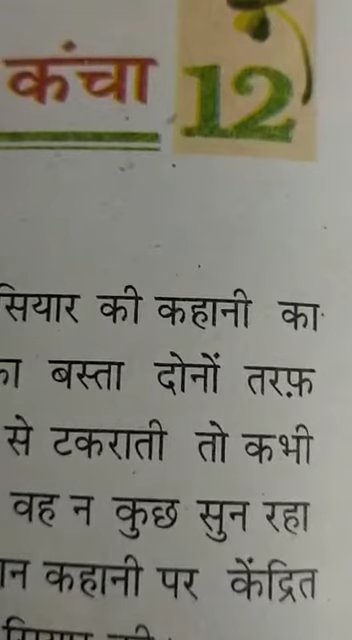 कंचा 12
सियार की कहानी का
बस्ता दोनों तरफ़
से टकराती तो कभी
वह न कुछ सुन रहा
कहानी पर केंद्रित